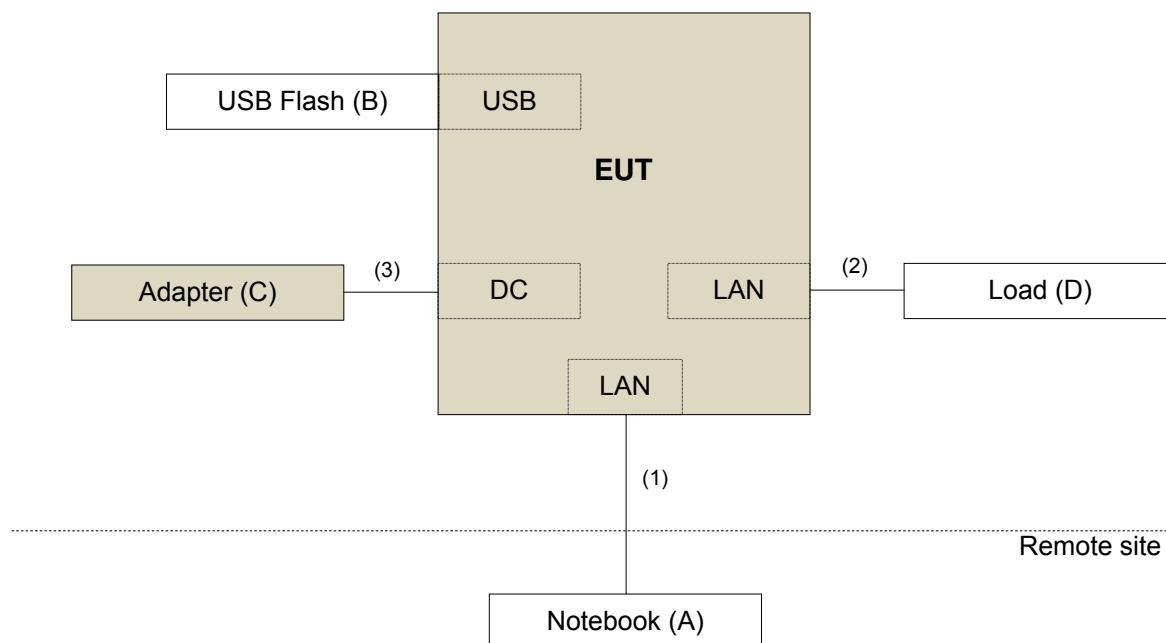 USB Flash (B)
USB
EUT
Adapter (C)
(3)
DC
LAN
(2)
Load (D)
LAN
(1)
Remote site
Notebook (A)